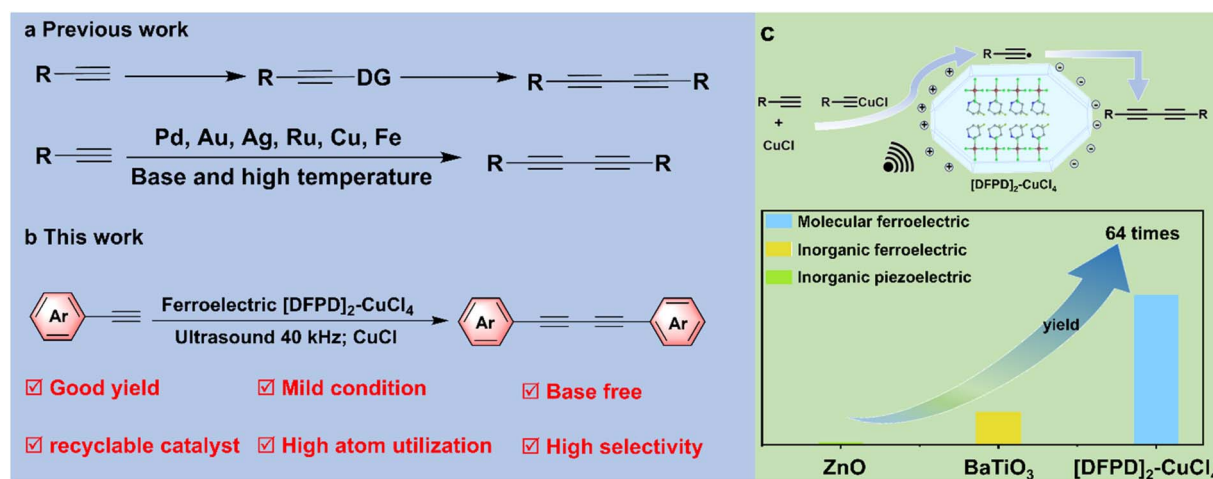 a Previous work
R
R
DG
R
R
R
Pd, Au, Ag, Ru, Cu, Fe
Base and high temperature
R
R
b This work
Ar
Ferroelectric [DFPD]₂-CuCl₄
Ultrasound 40 kHz; CuCl
Ar
Ar
☑ Good yield
☑ Mild condition
☑ Base free
☑ recyclable catalyst
☑ High atom utilization
☑ High selectivity
c
R
R
R CuCl
+
CuCl
R
R
[DFPD]₂-CuCl₄
Molecular ferroelectric
Inorganic ferroelectric
Inorganic piezoelectric
64 times
yield
ZnO
BaTiO₃
[DFPD]₂-CuCl